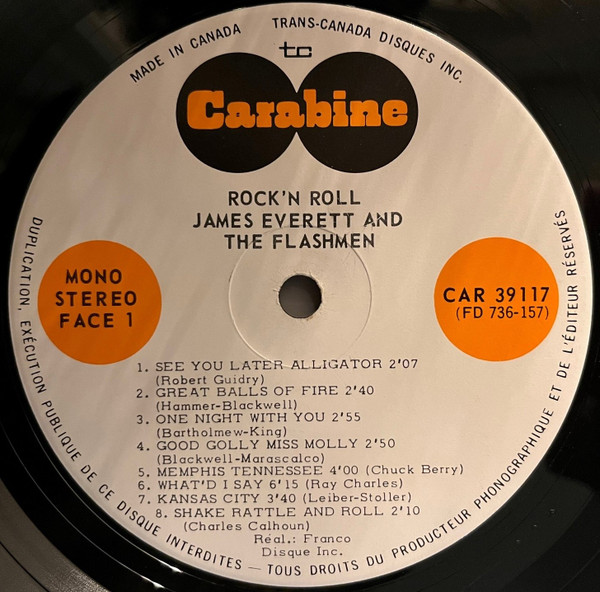 MADE IN CANADA TRANS-CANADA DISQUES INC.
tc
Carabine
ROCK'N ROLL
JAMES EVERETT AND
THE FLASHMEN
MONO
STEREO
FACE 1
CAR 39117
(FD 736-157)
1. SEE YOU LATER ALLIGATOR 2'07
(Robert Guidry)
2. GREAT BALLS OF FIRE 2'40
(Hammer-Blackwell)
3. ONE NIGHT WITH YOU 2'55
(Bartholmew-King)
4. GOOD GOLLY MISS MOLLY 2'50
(Blackwell-Marascalco)
5. MEMPHIS TENNESSEE 4'00 (Chuck Berry)
6. WHAT'D I SAY 6'15 (Ray Charles)
7. KANSAS CITY 3'40 (Leiber-Stoller)
8. SHAKE RATTLE AND ROLL 2'10
(Charles Calhoun)
Réal.: Franco
Disque Inc.
DUPLICATION, EXÉCUTION PUBLIQUE DE CE DISQUE INTERDITES — TOUS DROITS DU PRODUCTEUR PHONOGRAPHIQUE ET DE L'ÉDITEUR RÉSERVÉS